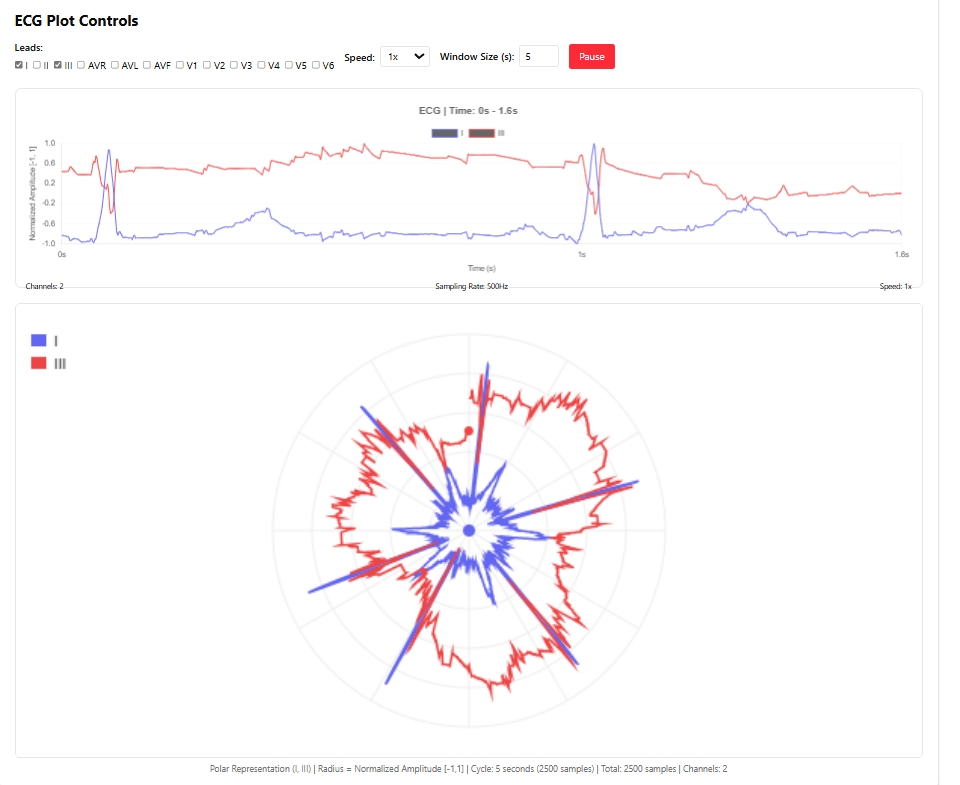 ECG Plot Controls
Leads:
I II III AVR AVL AVF V1 V2 V3 V4 V5 V6 Speed: 1x Window Size (s): 5 Pause
ECG | Time: 0s - 1.6s
I III
Normalized Amplitude [-1, 1]
1.0
0.6
0.2
-0.2
-0.6
-1.0
0s 1s 1.6s
Time (s)
Channels: 2 Sampling Rate: 500Hz Speed: 1x
I
III
Polar Representation (I, III) | Radius = Normalized Amplitude [-1,1] | Cycle: 5 seconds (2500 samples) | Total: 2500 samples | Channels: 2